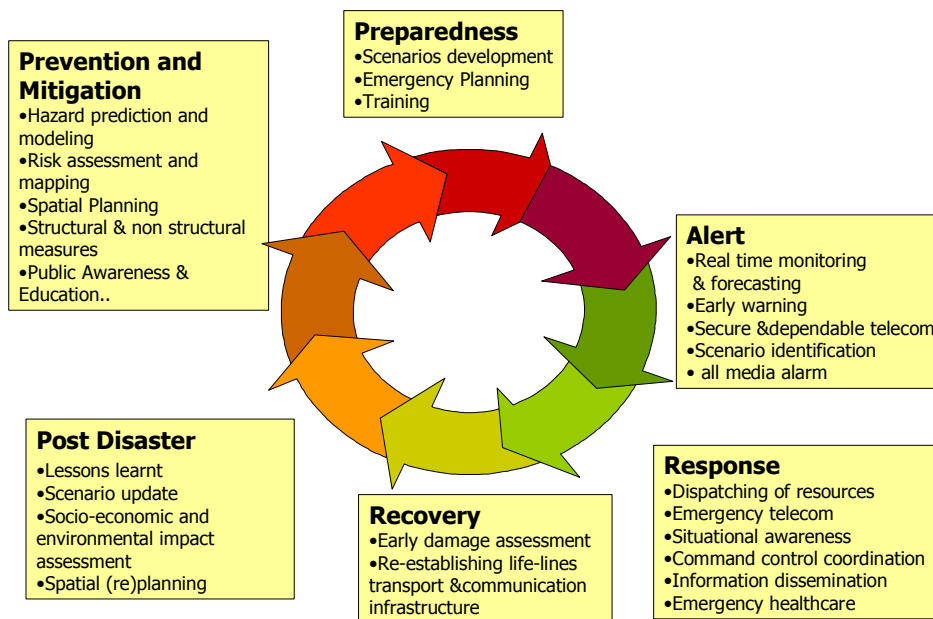 Preparedness
•Scenarios development
•Emergency Planning
•Training
Prevention and
Mitigation
•Hazard prediction and
modeling
•Risk assessment and
mapping
•Spatial Planning
•Structural & non structural
measures
•Public Awareness &
Education..
Alert
•Real time monitoring
& forecasting
•Early warning
•Secure &dependable telecom
•Scenario identification
• all media alarm
Post Disaster
•Lessons learnt
•Scenario update
•Socio-economic and
environmental impact
assessment
•Spatial (re)planning
Recovery
•Early damage assessment
•Re-establishing life-lines
transport &communication
infrastructure
Response
•Dispatching of resources
•Emergency telecom
•Situational awareness
•Command control coordination
•Information dissemination
•Emergency healthcare